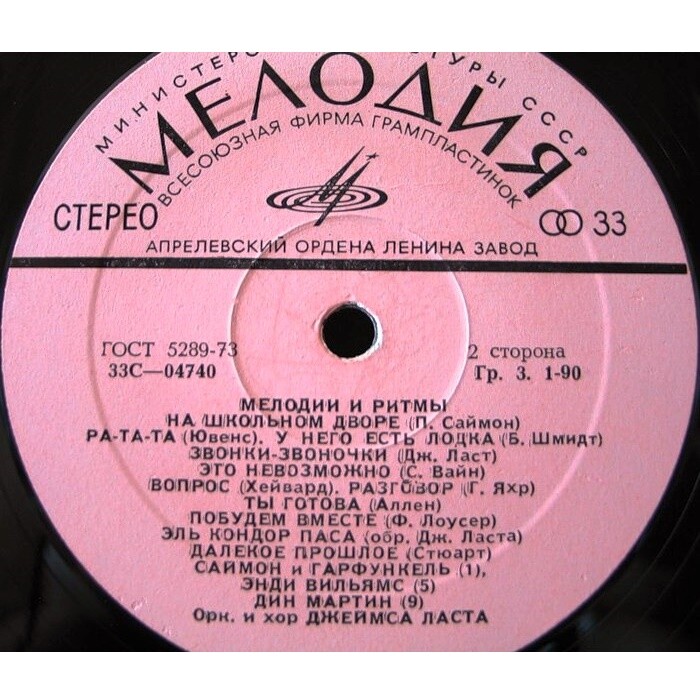 МИНИСТЕРС ТУРЫ СССР
МЕЛОДИЯ
ВСЕСОЮЗНАЯ ФИРМА ГРАМПЛАСТИНОК
СТЕРЕО
33
АПРЕЛЕВСКИЙ ОРДЕНА ЛЕНИНА ЗАВОД
ГОСТ 5289-73
2 сторона
33С—04740
Гр. 3. 1-90
МЕЛОДИИ И РИТМЫ
НА ШКОЛЬНОМ ДВОРЕ (П. Саймон)
РА-ТА-ТА (Ювенс). У НЕГО ЕСТЬ ЛОДКА (Б. Шмидт)
ЗВОНКИ-ЗВОНОЧКИ (Дж. Ласт)
ЭТО НЕВОЗМОЖНО (С. Вайн)
ВОПРОС (Хейвард). РАЗГОВОР (Г. Яхр)
ТЫ ГОТОВА (Аллен)
ПОБУДЕМ ВМЕСТЕ (Ф. Лоусер)
ЭЛЬ КОНДОР ПАСА (обр. Дж. Ласта)
ДАЛЕКОЕ ПРОШЛОЕ (Стюарт)
САЙМОН и ГАРФУНКЕЛЬ (1),
ЭНДИ ВИЛЬЯМС (5)
ДИН МАРТИН (9)
Орк. и хор ДЖЕЙМСА ЛАСТА